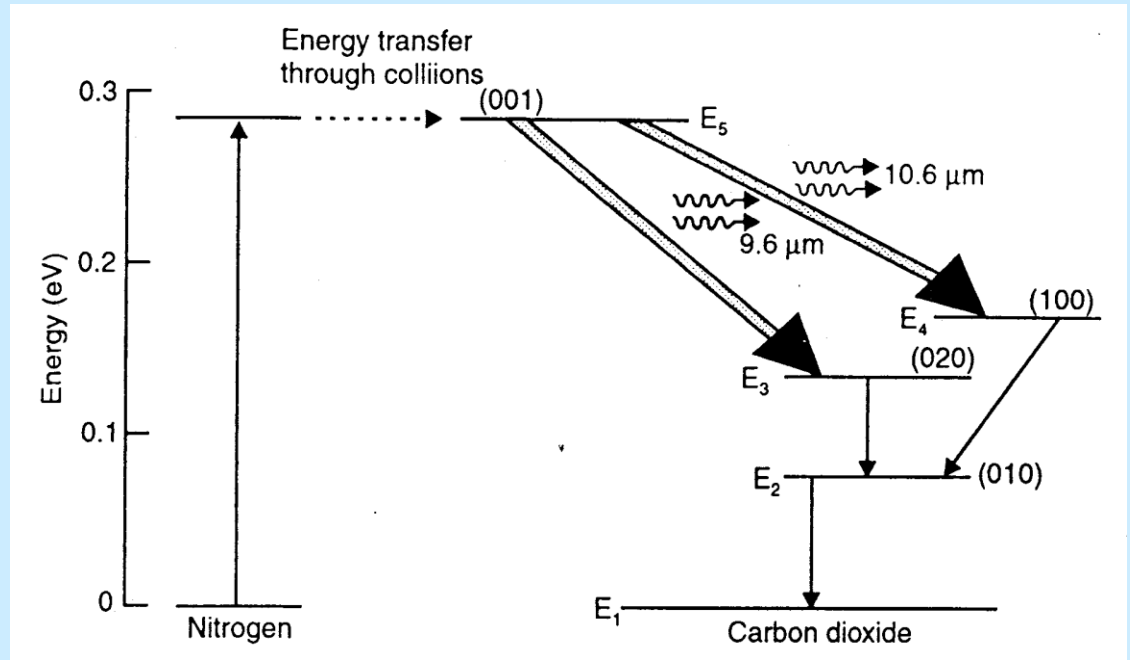 Energy transfer
through colliions
0.3
(001)
E5
10.6 μm
9.6 μm
0.2
Energy (eV)
(100)
E4
(020)
E3
0.1
E2
(010)
0
E1
Nitrogen
Carbon dioxide